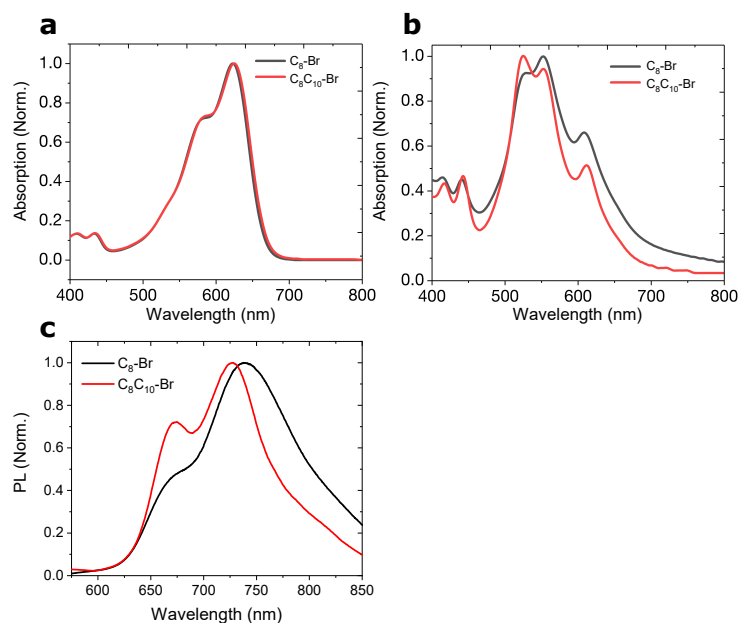 a
C₈-Br
C₈C₁₀-Br
1.0
0.8
0.6
0.4
0.2
0.0
Absorption (Norm.)
400 500 600 700 800
Wavelength (nm)
b
C₈-Br
C₈C₁₀-Br
1.0
0.8
0.6
0.4
0.2
0.0
Absorption (Norm.)
400 450 500 550 600 650 700 750 800
Wavelength (nm)
c
C₈-Br
C₈C₁₀-Br
1.0
0.8
0.6
0.4
0.2
0.0
PL (Norm.)
600 650 700 750 800 850
Wavelength (nm)